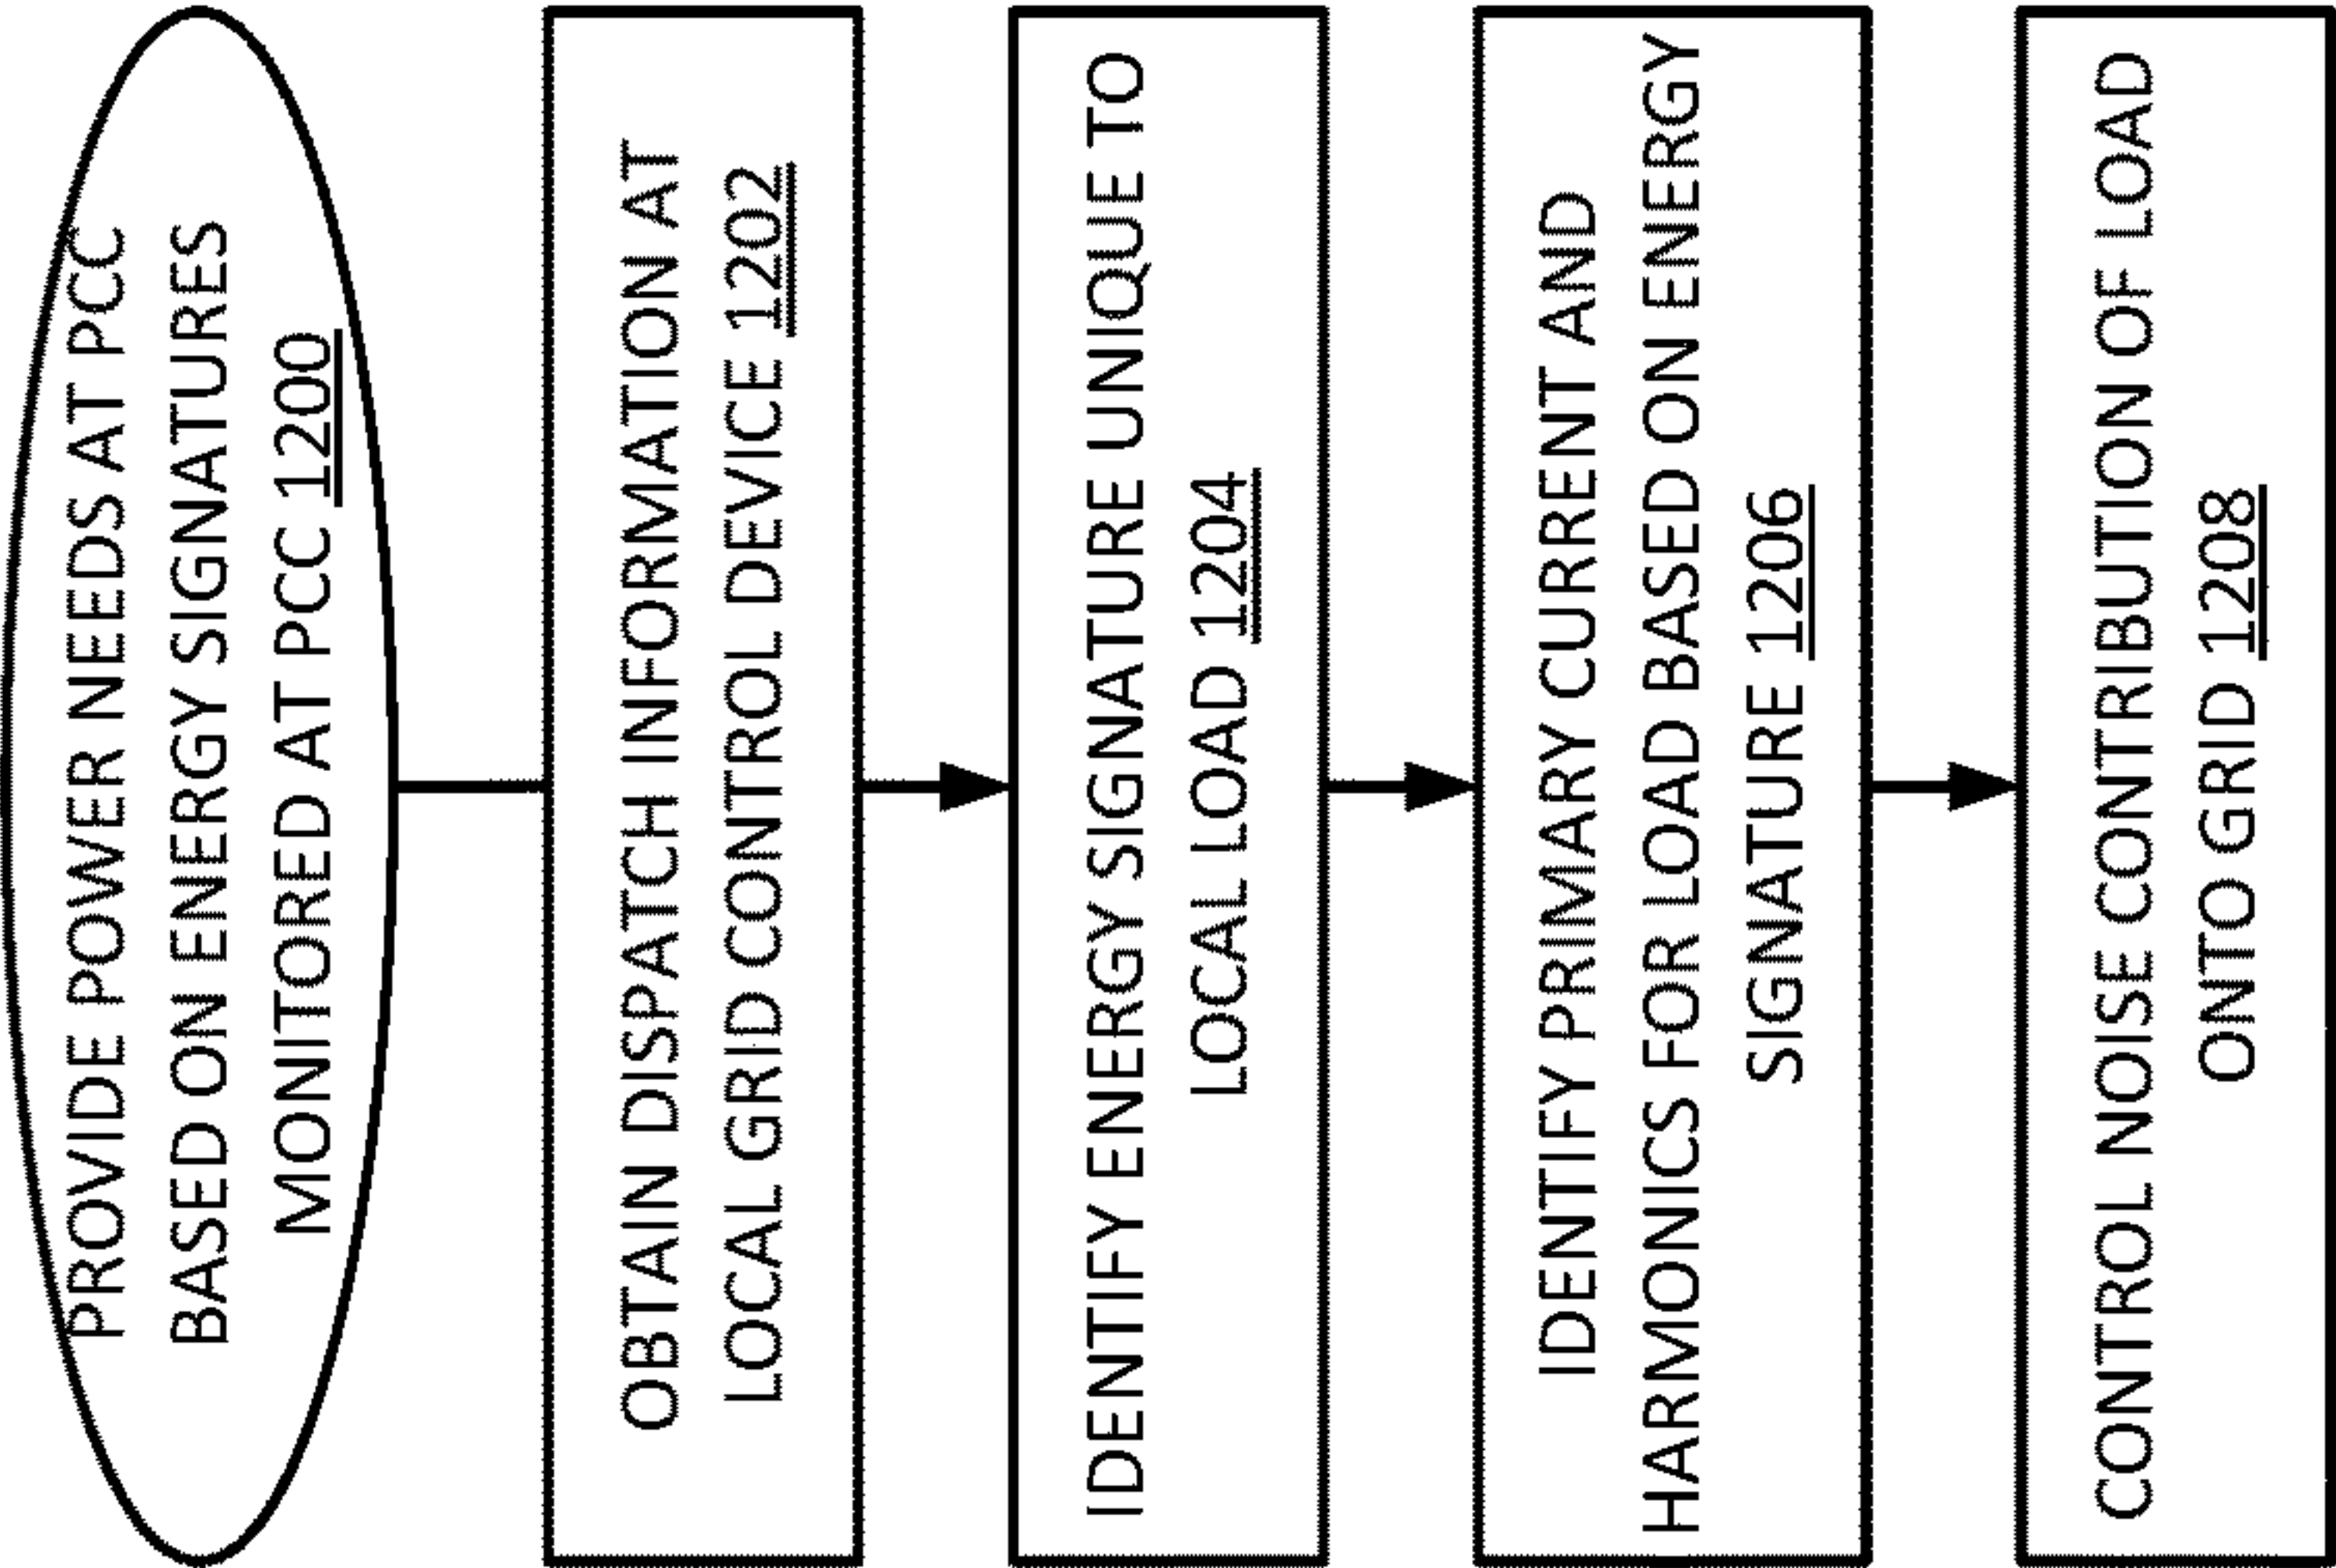 PROVIDE POWER NEEDS AT PCC
BASED ON ENERGY SIGNATURES
MONITORED AT PCC 1200
OBTAIN DISPATCH INFORMATION AT
LOCAL GRID CONTROL DEVICE 1202
IDENTIFY ENERGY SIGNATURE UNIQUE TO
LOCAL LOAD 1204
IDENTIFY PRIMARY CURRENT AND
HARMONICS FOR LOAD BASED ON ENERGY
SIGNATURE 1206
CONTROL NOISE CONTRIBUTION OF LOAD
ONTO GRID 1208